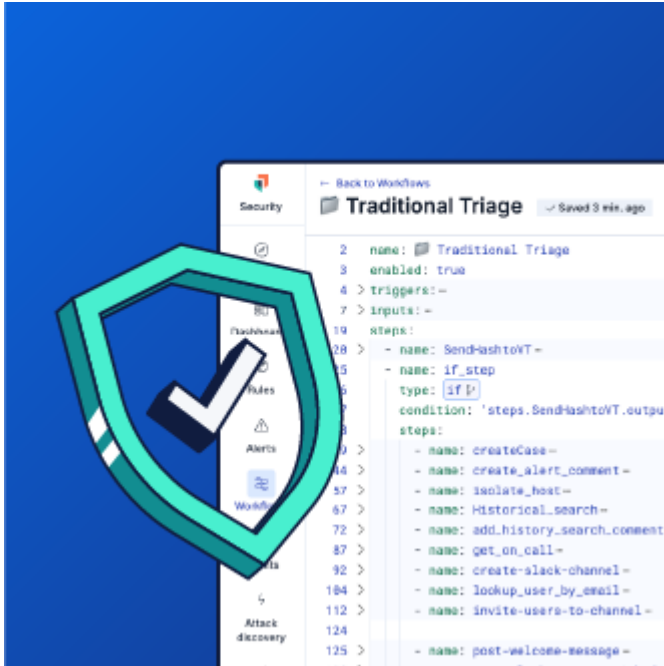 ← Back to Workflows
Security
Traditional Triage
✓ Saved 3 min. ago
2 name: Traditional Triage
3 enabled: true
4 > triggers:
7 > inputs:
19 steps:
> - name: SendHashtoVT
- name: if_step
type: if
condition: 'steps.SendHashtoVT.outpu
Rules
steps:
Alerts
> - name: createCase
> - name: create_alert_comment
57 > - name: isolate_host
67 > - name: Historical_search
72 > - name: add_history_search_comment
87 > - name: get_on_call
92 > - name: create-slack-channel
104 > - name: lookup_user_by_email
112 > - name: invite-users-to-channel
Attack
discovery
124
125 > - name: post-welcome-message